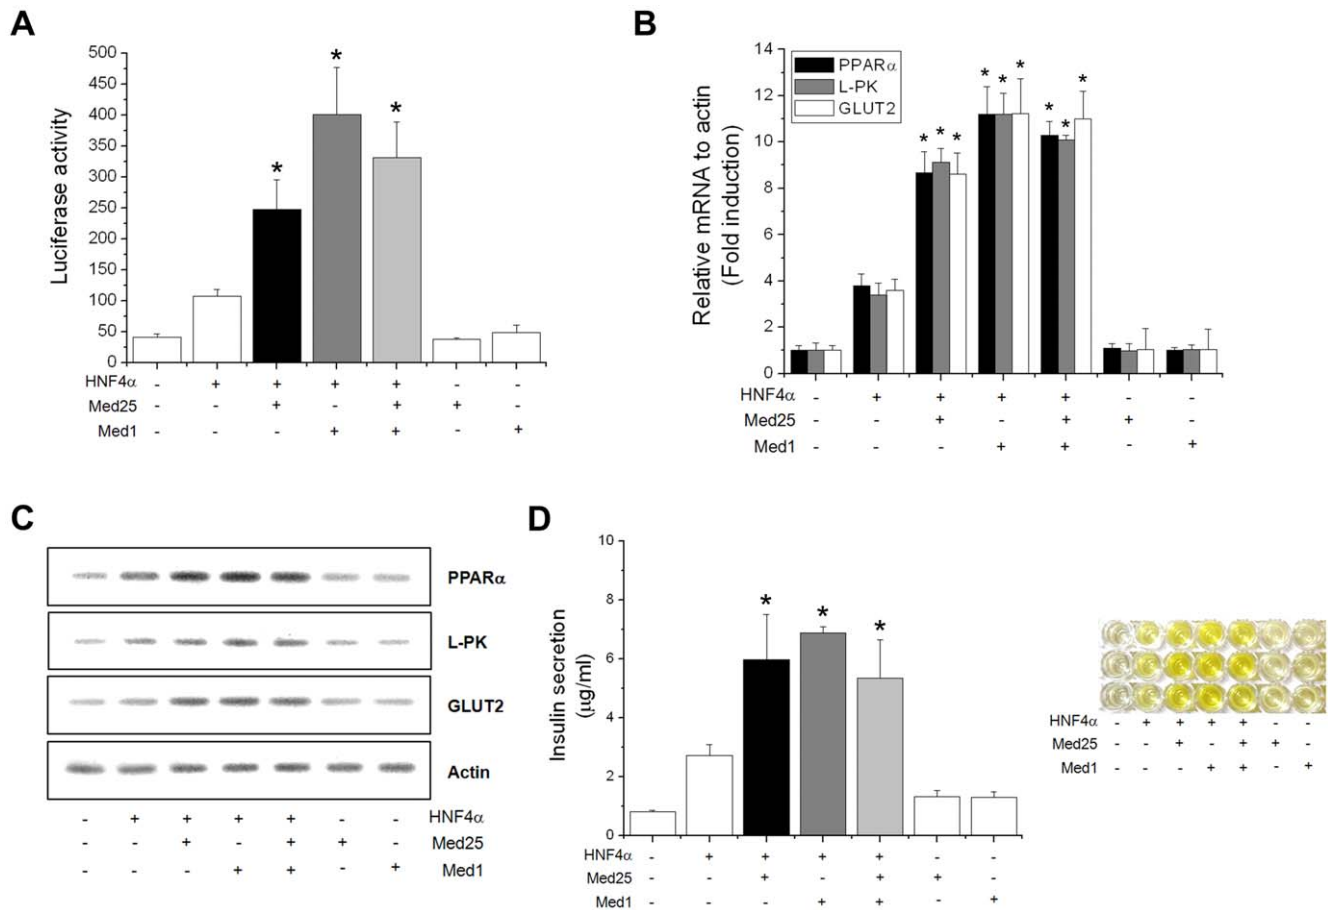 A
Luciferase activity
500
450
400
350
300
250
200
150
100
50
0
*
*
*
HNF4α - + + + + - -
Med25 - - + - + + -
Med1 - - - + + - +
B
Relative mRNA to actin
(Fold induction)
14
12
10
8
6
4
2
0
PPARα
L-PK
GLUT2
* * *
* * *
* * *
HNF4α - + + + + - -
Med25 - - + - + + -
Med1 - - - + + - +
C
PPARα
L-PK
GLUT2
Actin
- + + + + - - HNF4α
- - + - + + - Med25
- - - + + - + Med1
D
Insulin secretion
(μg/ml)
10
8
6
4
2
0
*
*
*
HNF4α - + + + + - -
Med25 - - + - + + -
Med1 - - - + + - +
HNF4α - + + + + - -
Med25 - - + - + + -
Med1 - - - + + - +